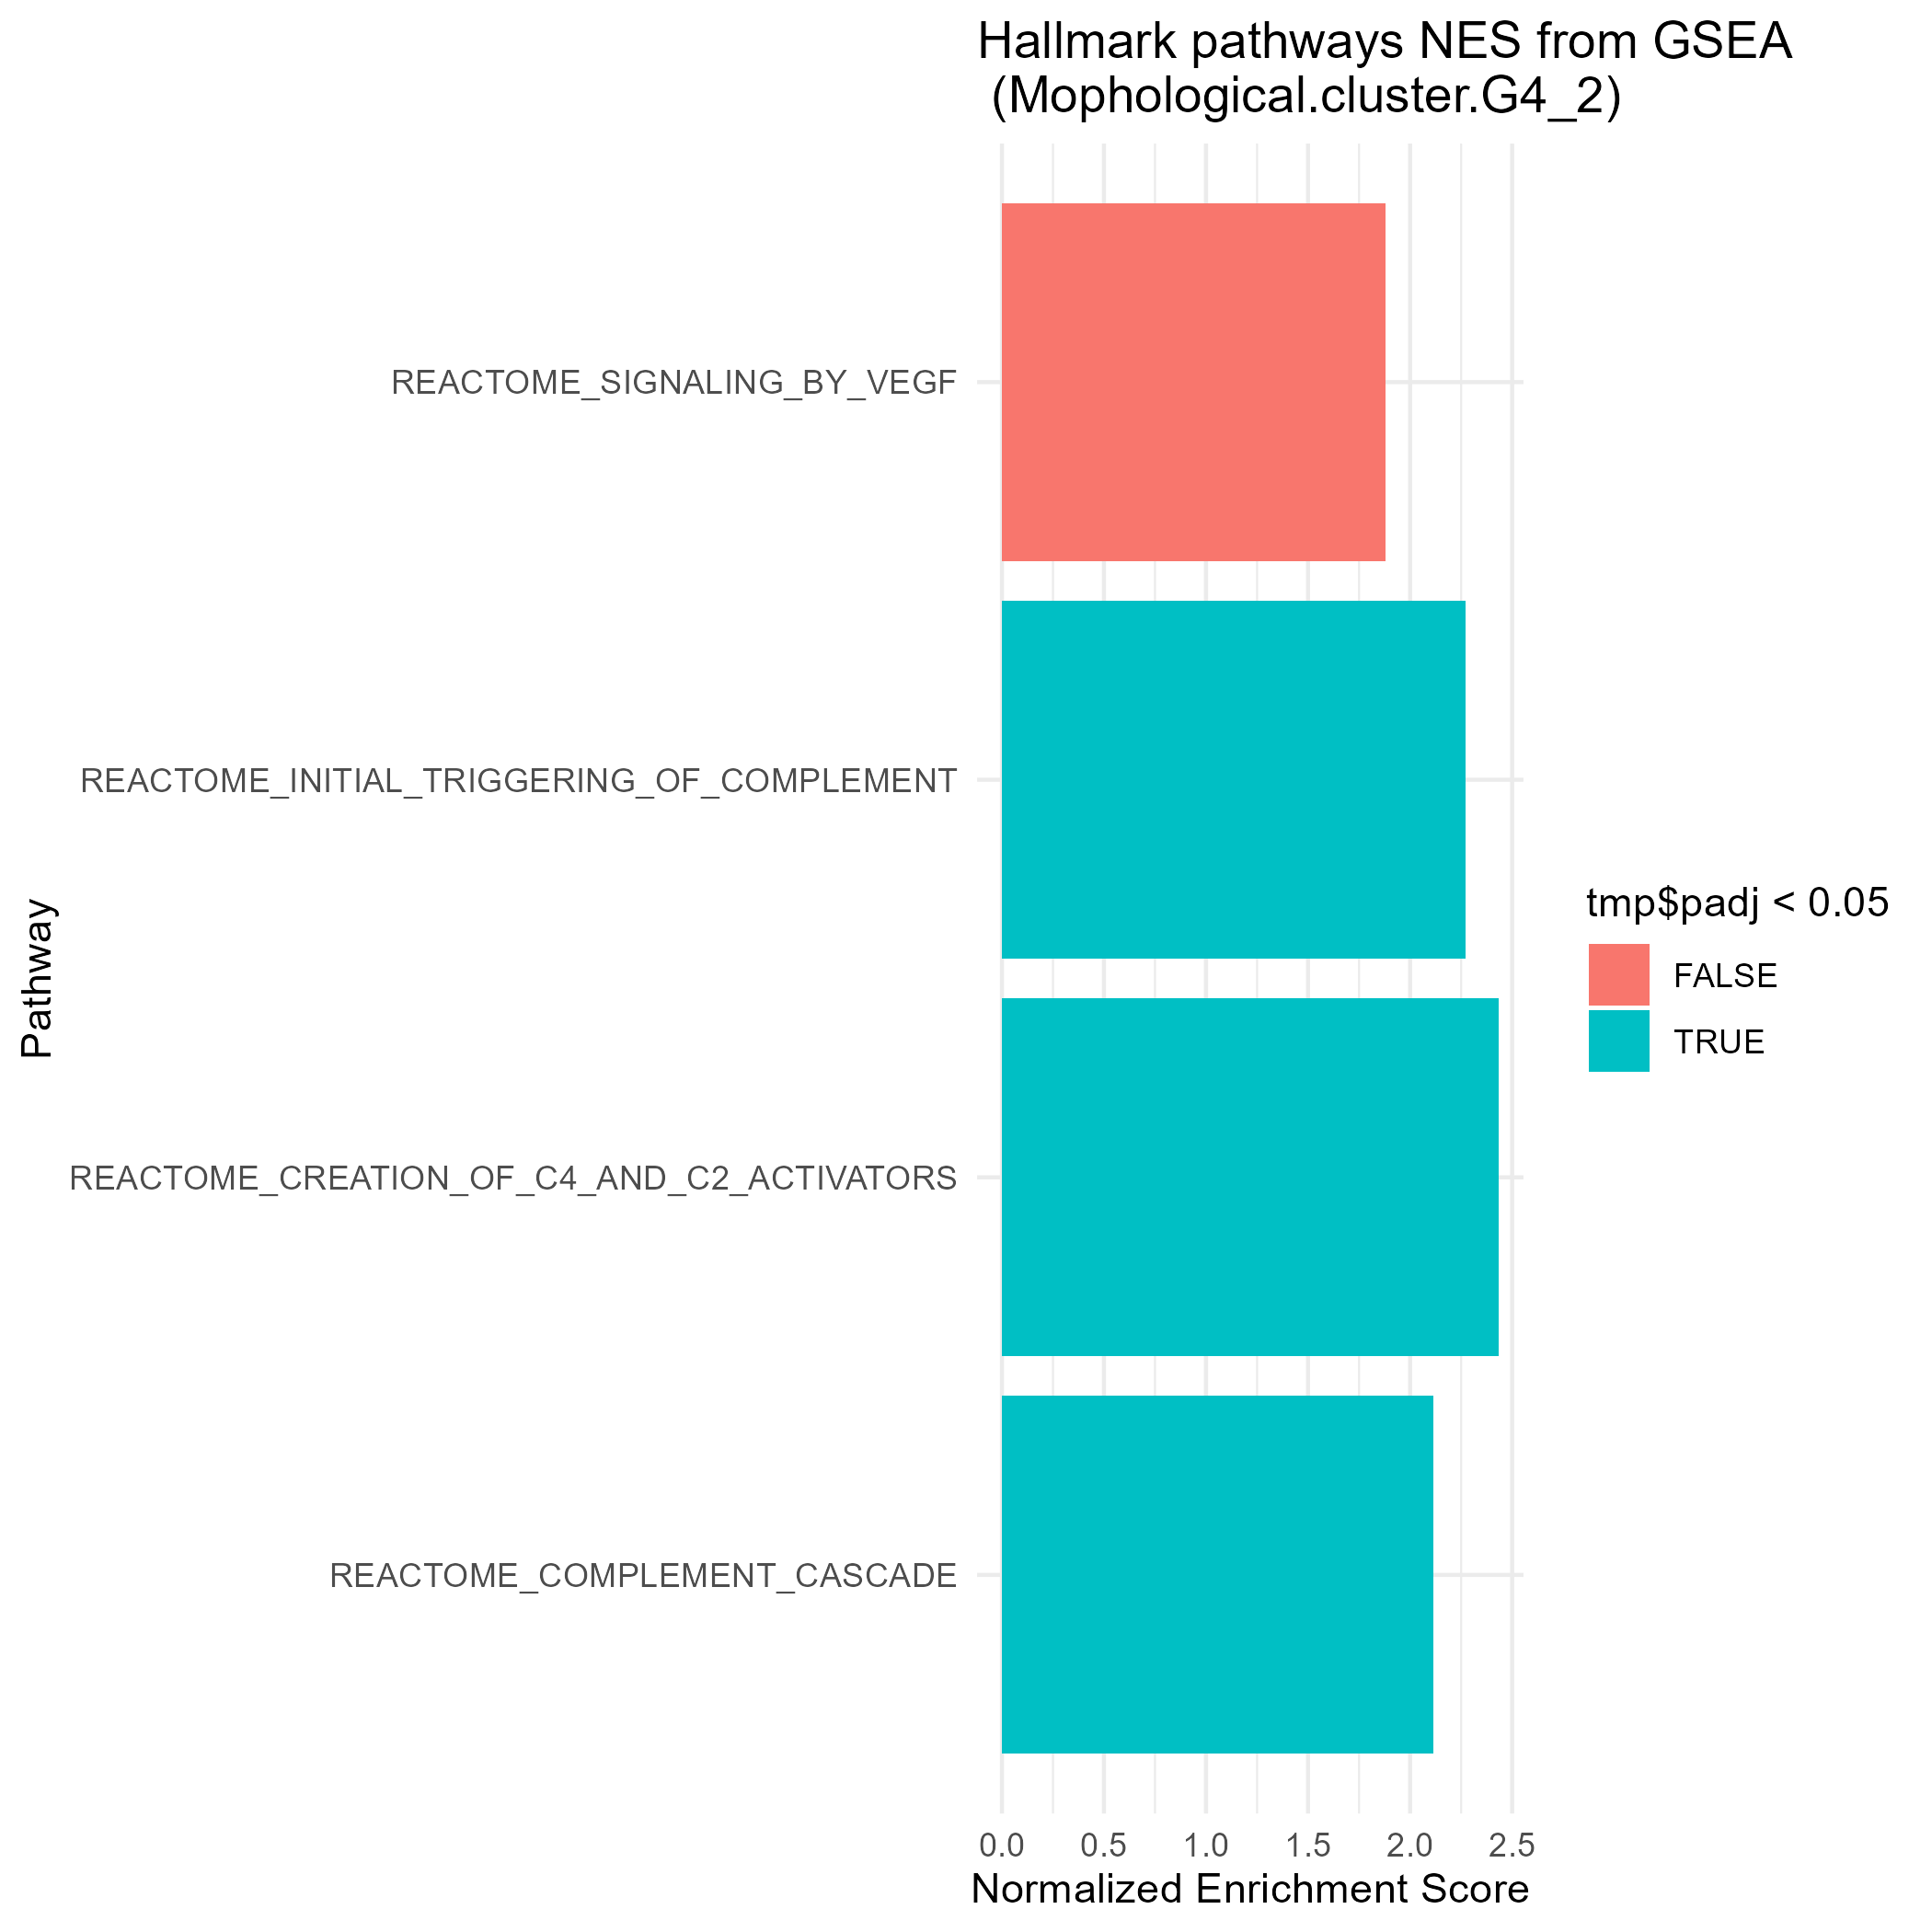 Hallmark pathways NES from GSEA
(Mophological.cluster.G4_2)
REACTOME_SIGNALING_BY_VEGF
REACTOME_INITIAL_TRIGGERING_OF_COMPLEMENT
REACTOME_CREATION_OF_C4_AND_C2_ACTIVATORS
REACTOME_COMPLEMENT_CASCADE
Pathway
0.0 0.5 1.0 1.5 2.0 2.5
Normalized Enrichment Score
tmp$padj < 0.05
FALSE
TRUE